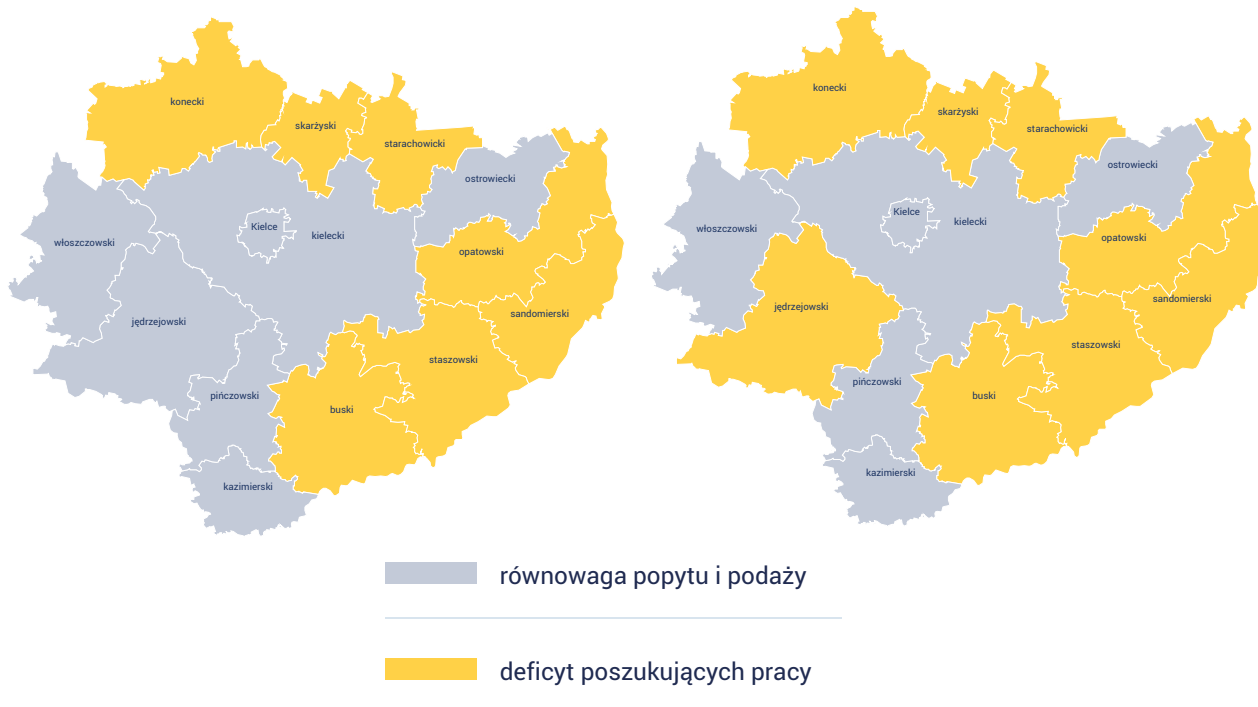 konecki
skarżyski
starachowicki
ostrowiecki
Kielce
kielecki
włoszczowski
opatowski
sandomierski
jędrzejowski
staszowski
pińczowski
buski
kazimierski
konecki
skarżyski
starachowicki
ostrowiecki
Kielce
kielecki
włoszczowski
opatowski
sandomierski
jędrzejowski
staszowski
pińczowski
buski
kazimierski
równowaga popytu i podaży
deficyt poszukujących pracy